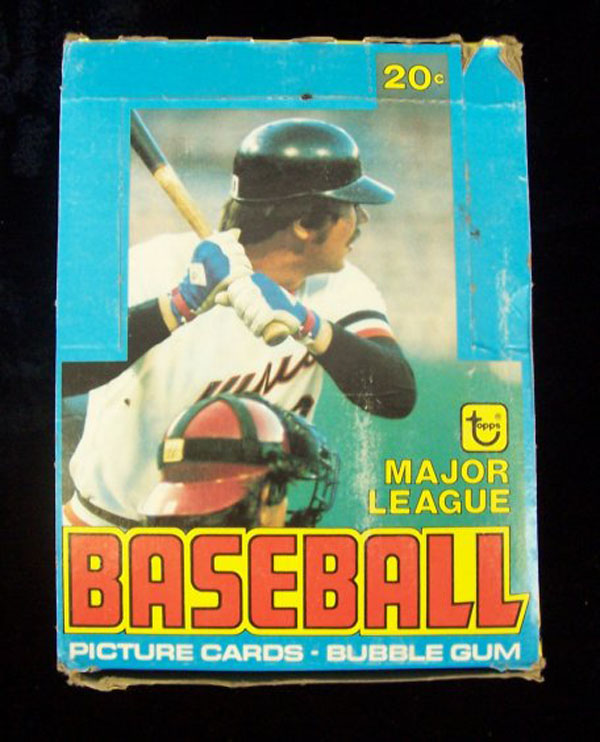 20¢
topps®
MAJOR
LEAGUE
BASEBALL
PICTURE CARDS - BUBBLE GUM